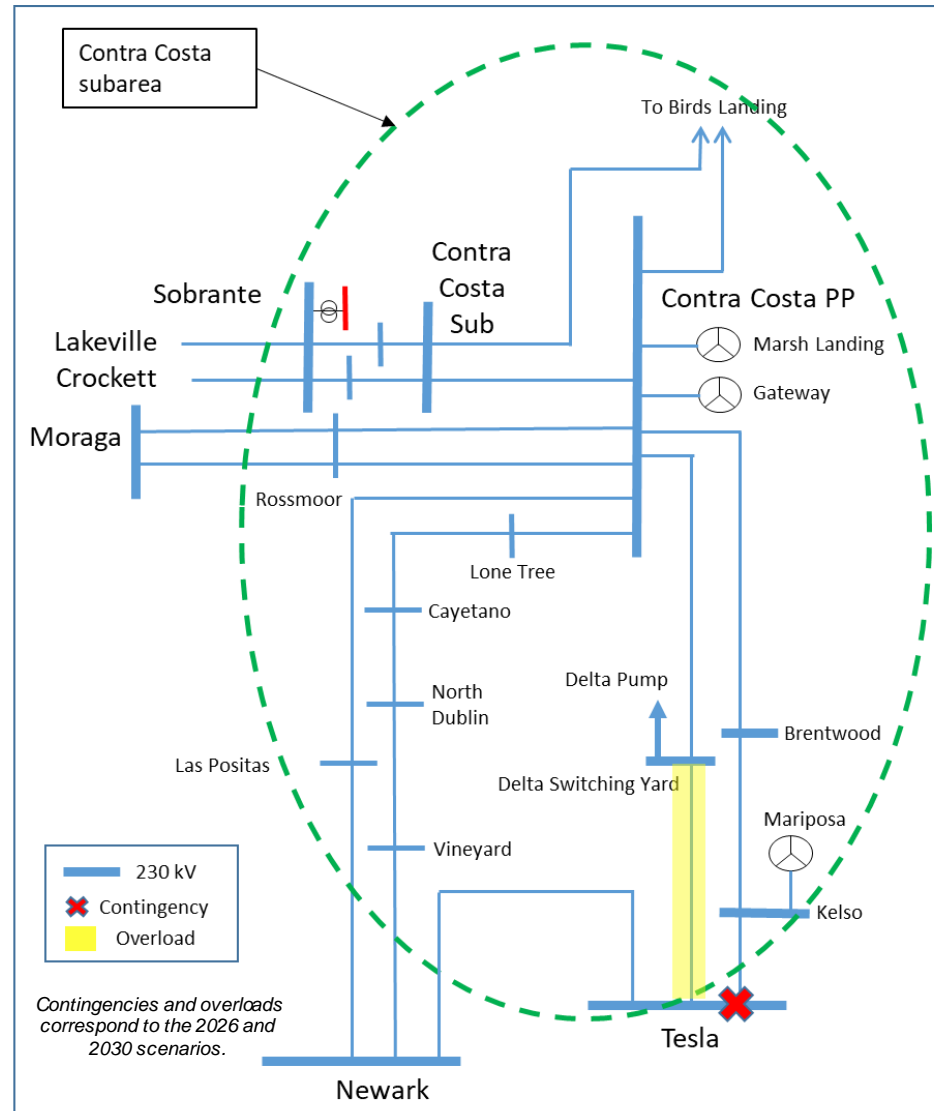 Contra Costa
subarea
To Birds Landing
Contra
Costa
Sub
Sobrante
Contra Costa PP
Lakeville
Marsh Landing
Crockett
Gateway
Moraga
Rossmoor
Lone Tree
Cayetano
Delta Pump
North
Dublin
Brentwood
Las Positas
Delta Switching Yard
Mariposa
Vineyard
230 kV
Contingency
Overload
Kelso
Contingencies and overloads
correspond to the 2026 and
2030 scenarios.
Tesla
Newark